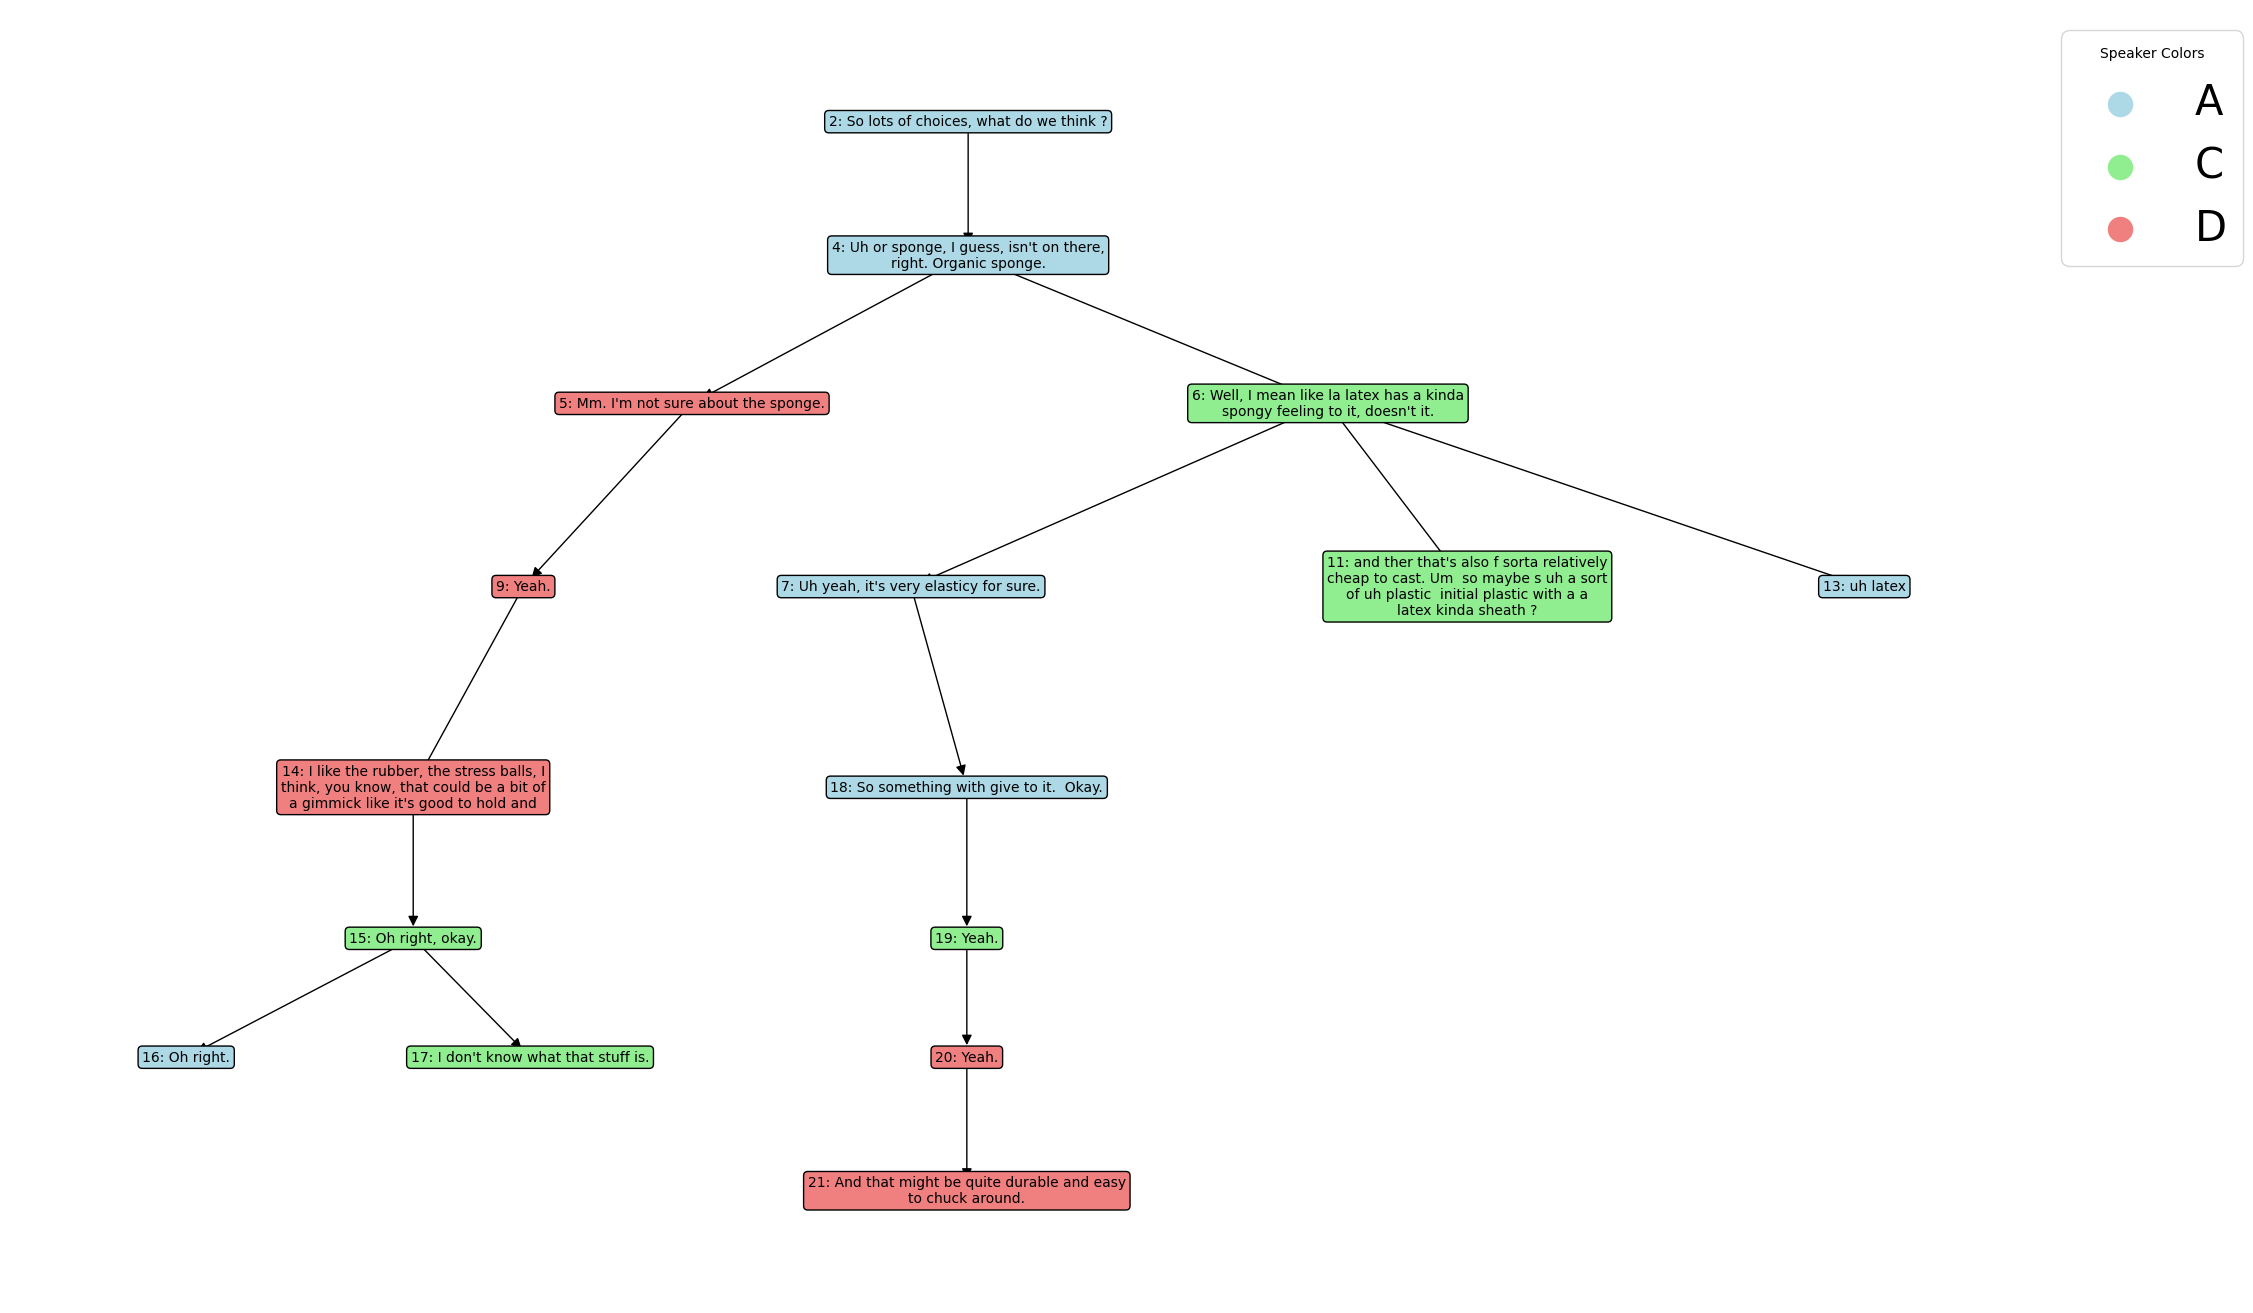 Speaker Colors
A
C
D
2: So lots of choices, what do we think ?
4: Uh or sponge, I guess, isn't on there,
right. Organic sponge.
5: Mm. I'm not sure about the sponge.
6: Well, I mean like la latex has a kinda
spongy feeling to it, doesn't it.
9: Yeah.
7: Uh yeah, it's very elasticy for sure.
11: and ther that's also f sorta relatively
cheap to cast. Um  so maybe s uh a sort
of uh plastic  initial plastic with a a
latex kinda sheath ?
13: uh latex
14: I like the rubber, the stress balls, I
think, you know, that could be a bit of
a gimmick like it's good to hold and
18: So something with give to it.  Okay.
15: Oh right, okay.
19: Yeah.
16: Oh right.
17: I don't know what that stuff is.
20: Yeah.
21: And that might be quite durable and easy
to chuck around.